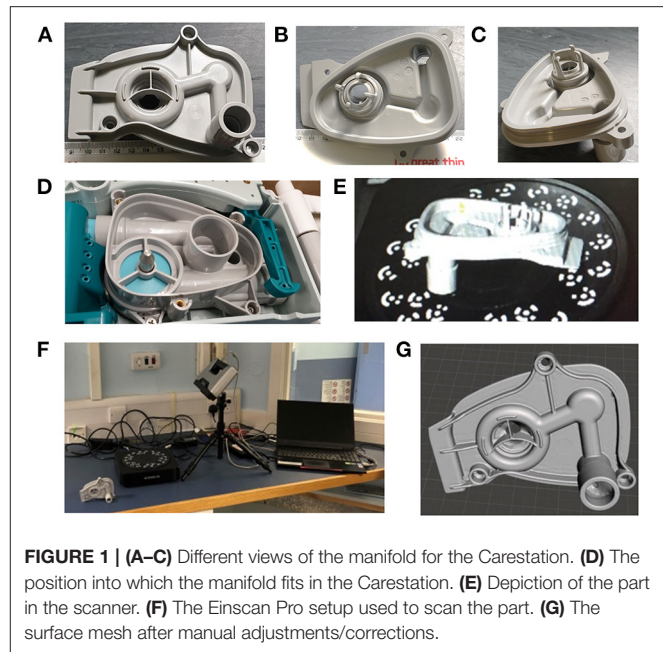 A
B
C
great thin
D
E
F
G
FIGURE 1 | (A–C) Different views of the manifold for the Carestation. (D) The
position into which the manifold fits in the Carestation. (E) Depiction of the part
in the scanner. (F) The Einscan Pro setup used to scan the part. (G) The
surface mesh after manual adjustments/corrections.